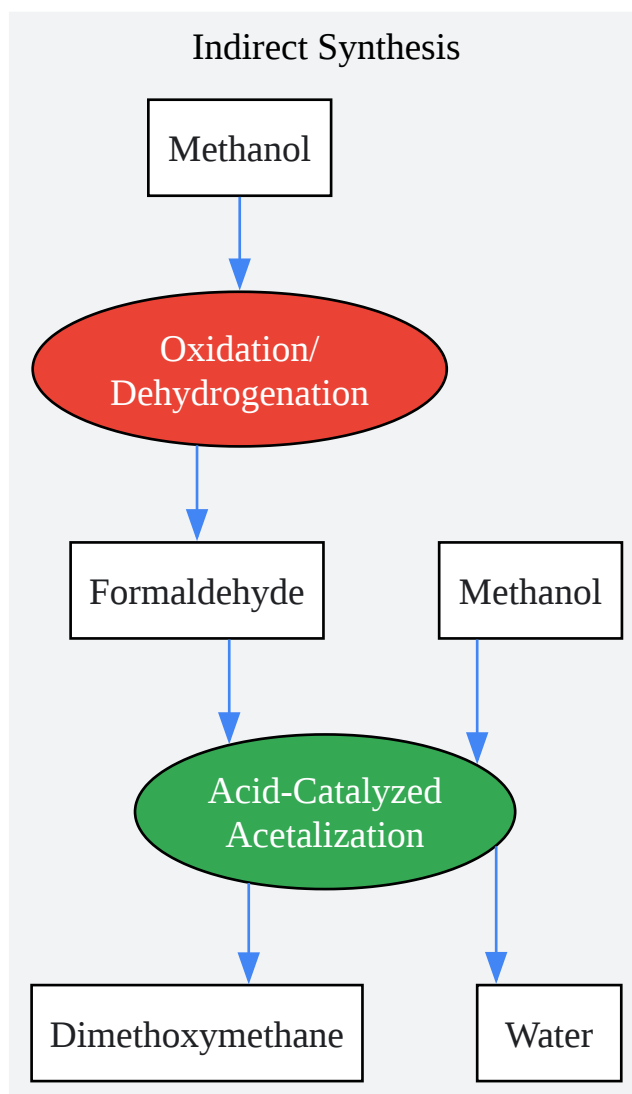 Indirect Synthesis
Methanol
Oxidation/
Dehydrogenation
Formaldehyde
Methanol
Acid-Catalyzed
Acetalization
Dimethoxymethane
Water